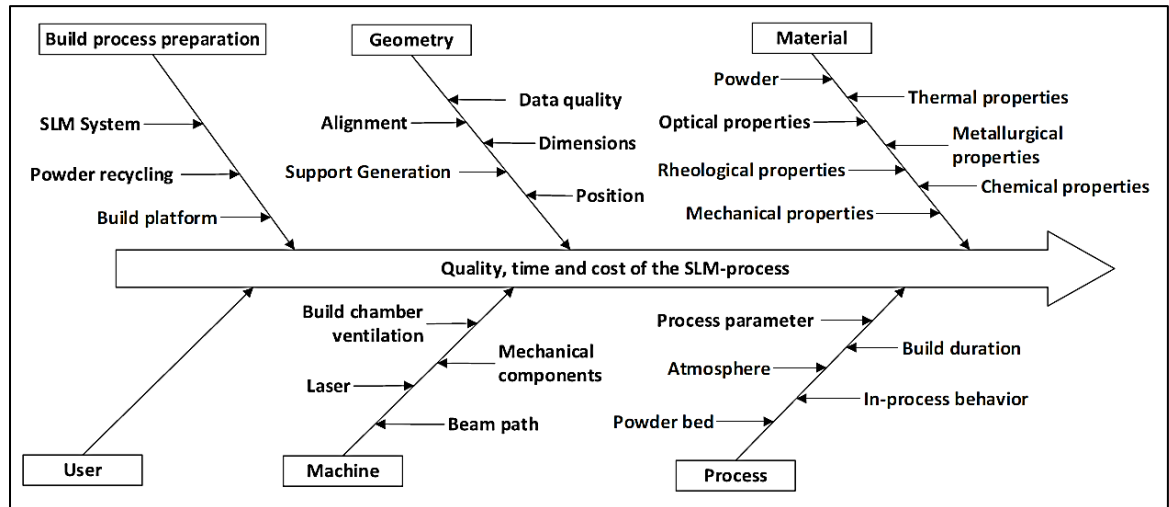 Build process preparation
Geometry
Material
SLM System
Powder recycling
Build platform
Data quality
Alignment
Dimensions
Support Generation
Position
Powder
Thermal properties
Optical properties
Metallurgical
properties
Rheological properties
Chemical properties
Mechanical properties
Quality, time and cost of the SLM-process
Build chamber
ventilation
Mechanical
components
Laser
Beam path
Process parameter
Build duration
Atmosphere
In-process behavior
Powder bed
User
Machine
Process